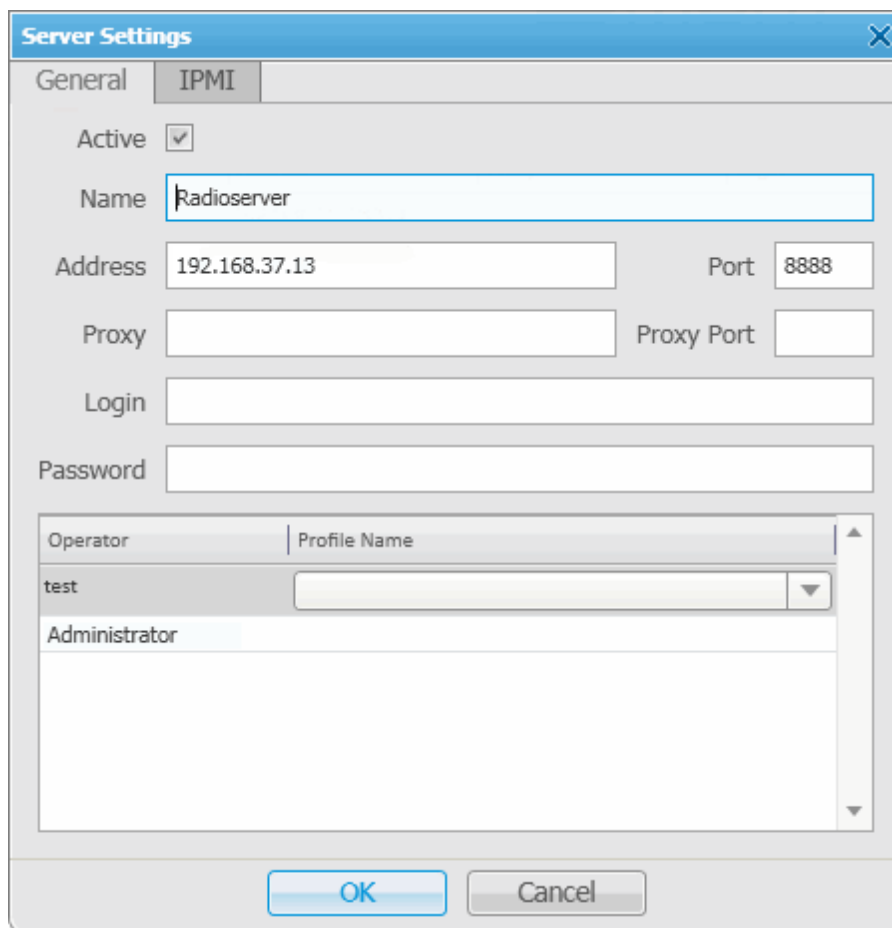 Server Settings
General IPMI
Active
Name Radioserver
Address 192.168.37.13 Port 8888
Proxy Proxy Port
Login
Password
Operator Profile Name
test
Administrator
OK Cancel